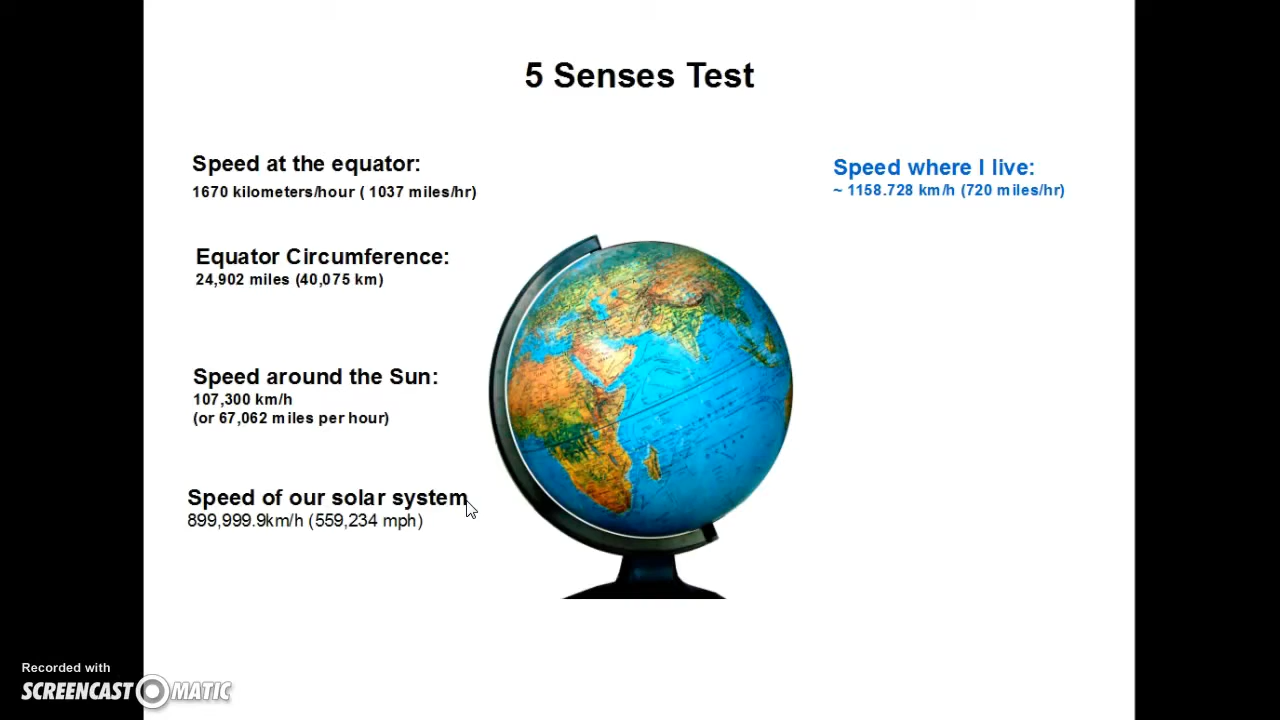 5 Senses Test
Speed at the equator:
1670 kilometers/hour ( 1037 miles/hr)
Speed where I live:
~ 1158.728 km/h (720 miles/hr)
Equator Circumference:
24,902 miles (40,075 km)
Speed around the Sun:
107,300 km/h
(or 67,062 miles per hour)
Speed of our solar system
899,999.9km/h (559,234 mph)
Recorded with
SCREENCAST MATIC